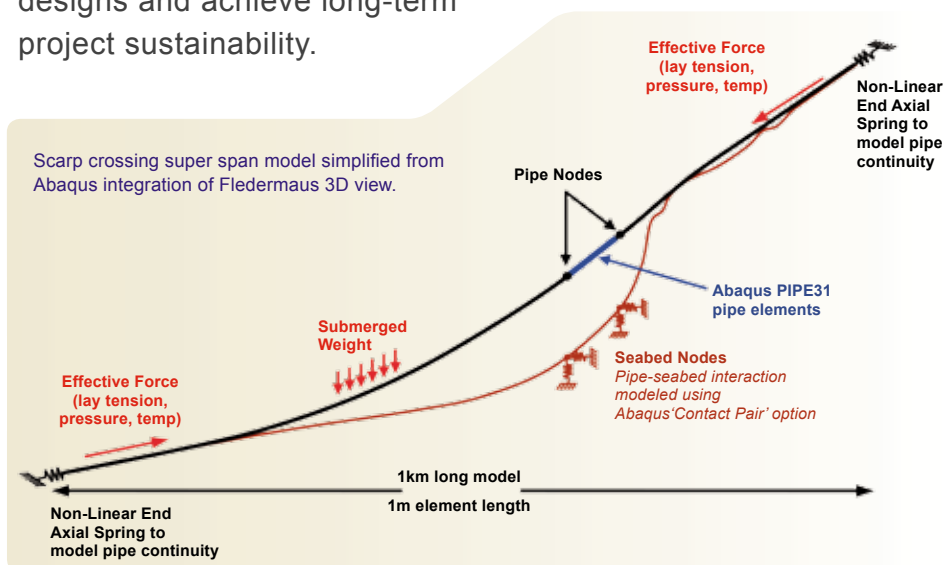 designs and achieve long-term
project sustainability.
Scarp crossing super span model simplified from
Abaqus integration of Fledermaus 3D view.
Effective Force
(lay tension,
pressure, temp)
Non-Linear
End Axial
Spring to
model pipe
continuity
Pipe Nodes
Abaqus PIPE31
pipe elements
Submerged
Weight
Seabed Nodes
Pipe-seabed interaction
modeled using
Abaqus‘Contact Pair’ option
Effective Force
(lay tension,
pressure, temp)
1km long model
1m element length
Non-Linear End
Axial Spring to
model pipe continuity